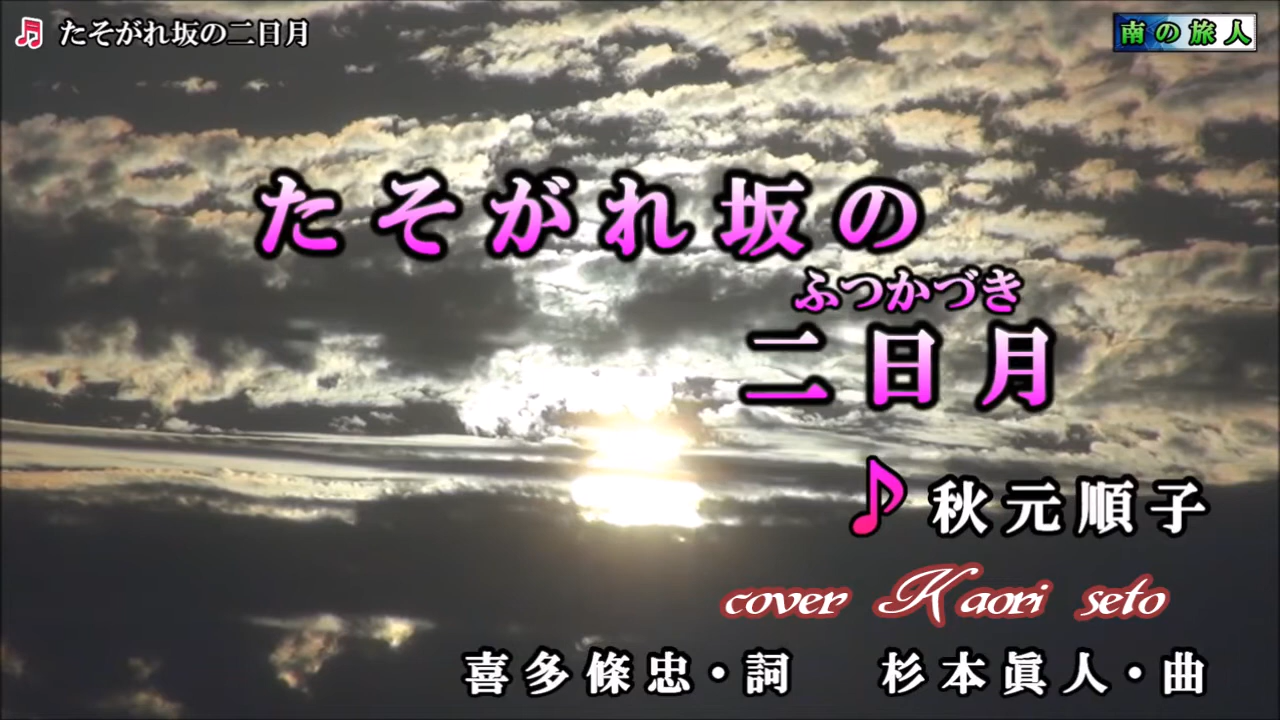 たそがれ坂の二日月
南の旅人
たそがれ坂の
ふつかづき
二日月
秋元順子
cover Kaori seto
喜多條忠・詞 杉本眞人・曲